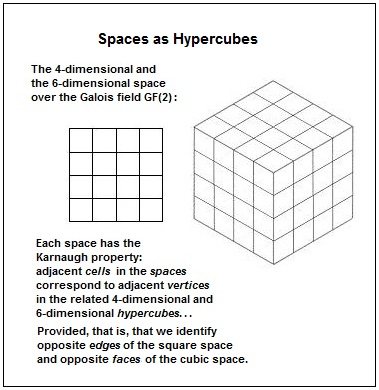 Spaces as Hypercubes
The 4-dimensional and
the 6-dimensional space
over the Galois field GF(2):
Each space has the
Karnaugh property:
adjacent cells in the spaces
correspond to adjacent vertices
in the related 4-dimensional and
6-dimensional hypercubes...
Provided, that is, that we identify
opposite edges of the square space
and opposite faces of the cubic space.